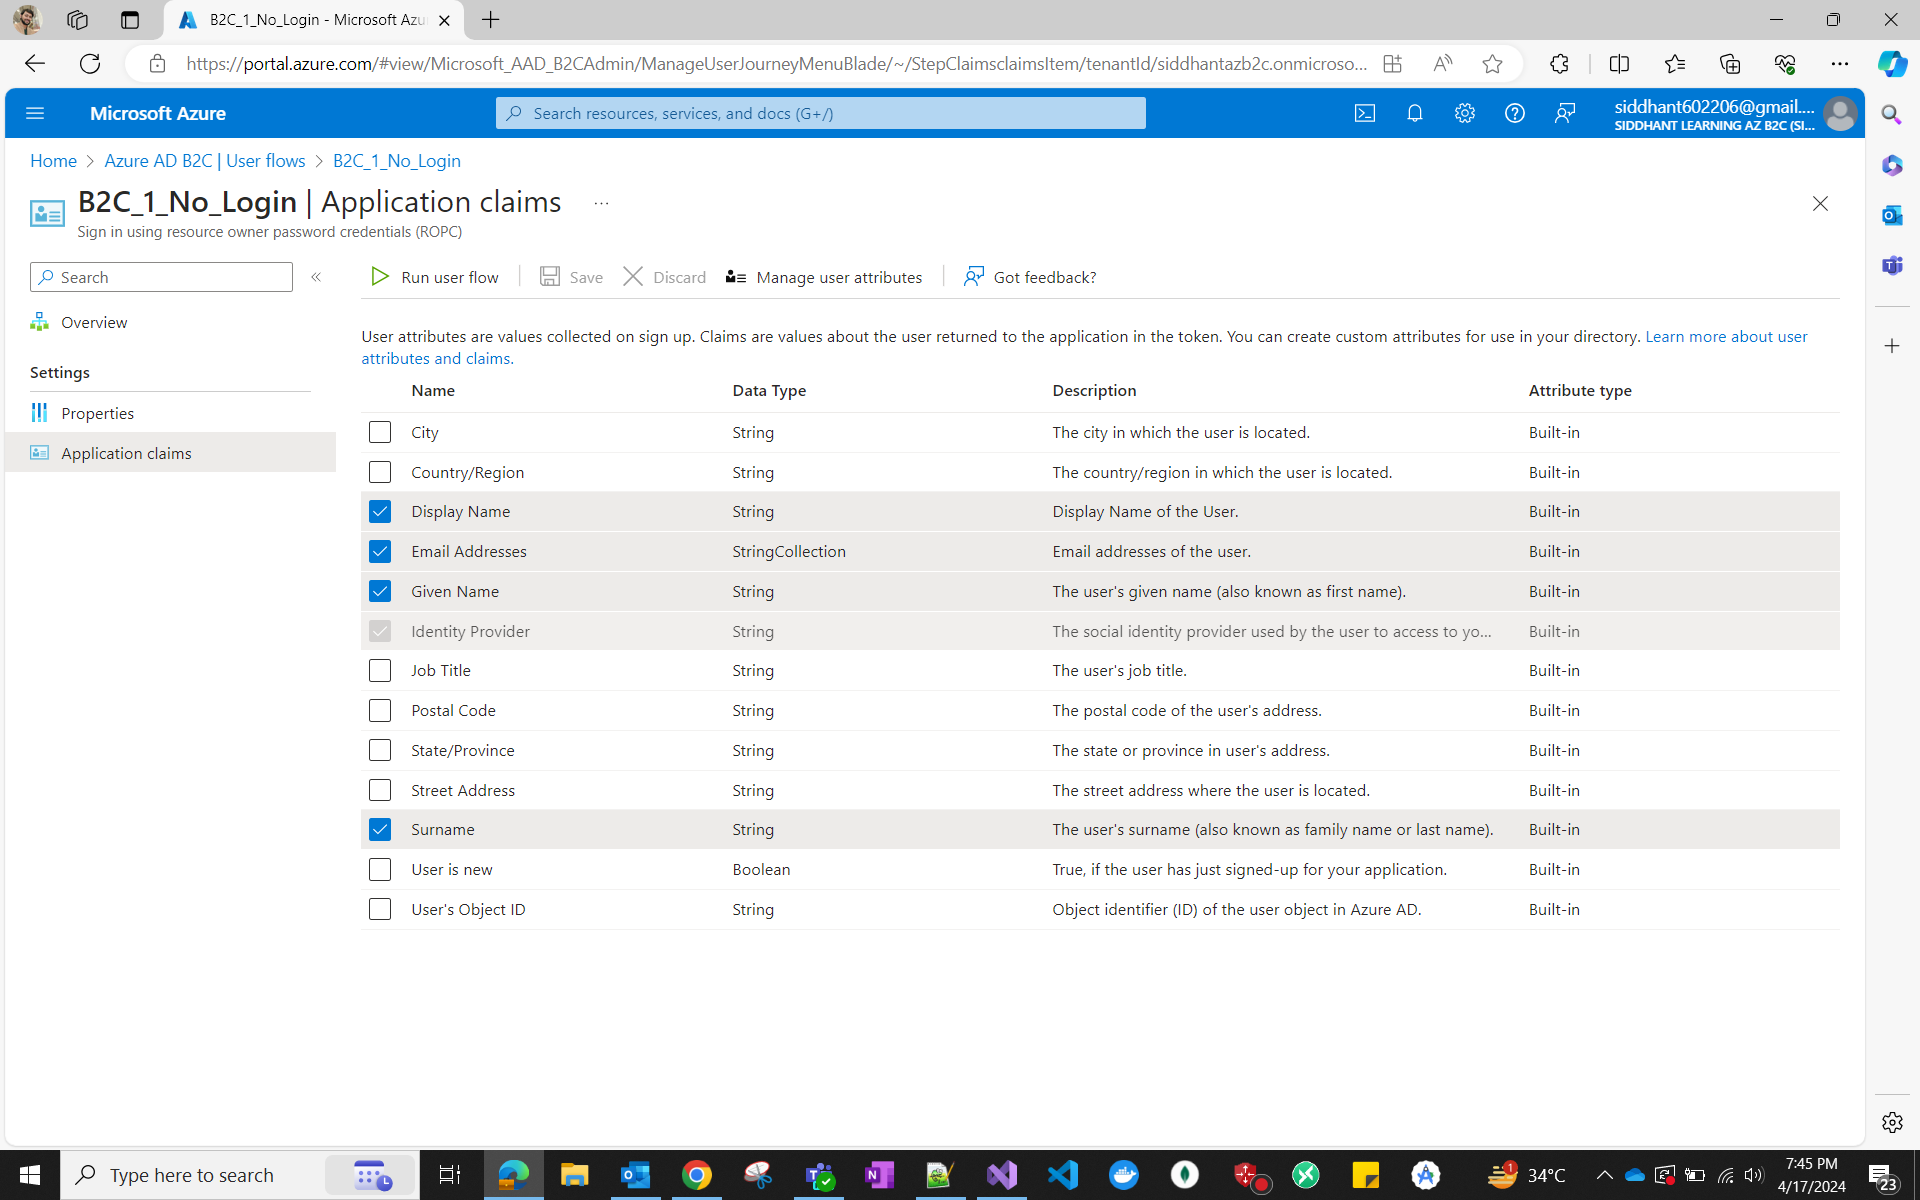 B2C_1_No_Login - Microsoft Azu
https://portal.azure.com/#view/Microsoft_AAD_B2CAdmin/ManageUserJourneyMenuBlade/~/StepClaimsclaimsItem/tenantId/siddhantazb2c.onmicroso...
Microsoft Azure
Search resources, services, and docs (G+/)
siddhant602206@gmail....
SIDDHANT LEARNING AZ B2C (SI...
Home > Azure AD B2C | User flows > B2C_1_No_Login
B2C_1_No_Login | Application claims ...
Sign in using resource owner password credentials (ROPC)
Search
Run user flow Save Discard Manage user attributes Got feedback?
Overview
Settings
Properties
Application claims
User attributes are values collected on sign up. Claims are values about the user returned to the application in the token. You can create custom attributes for use in your directory. Learn more about user
attributes and claims.
Name Data Type Description Attribute type
City String The city in which the user is located. Built-in
Country/Region String The country/region in which the user is located. Built-in
Display Name String Display Name of the User. Built-in
Email Addresses StringCollection Email addresses of the user. Built-in
Given Name String The user's given name (also known as first name). Built-in
Identity Provider String The social identity provider used by the user to access to yo... Built-in
Job Title String The user's job title. Built-in
Postal Code String The postal code of the user's address. Built-in
State/Province String The state or province in user's address. Built-in
Street Address String The street address where the user is located. Built-in
Surname String The user's surname (also known as family name or last name). Built-in
User is new Boolean True, if the user has just signed-up for your application. Built-in
User's Object ID String Object identifier (ID) of the user object in Azure AD. Built-in
Type here to search
1
34°C
7:45 PM
4/17/2024
23